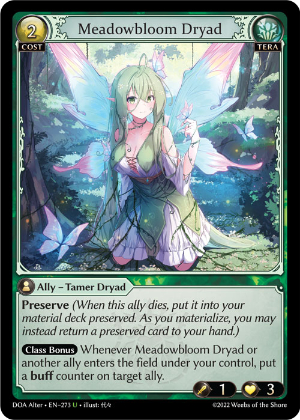 2
COST
Meadowbloom Dryad
TERA
Ally – Tamer Dryad
Preserve (When this ally dies, put it into your
material deck preserved. As you materialize, you may
instead return a preserved card to your hand.)
Class Bonus Whenever Meadowbloom Dryad or
another ally enters the field under your control, put
a buff counter on target ally.
1
3
DOA Alter • EN-273 U • illust:
©2022 Weebs of the Shore